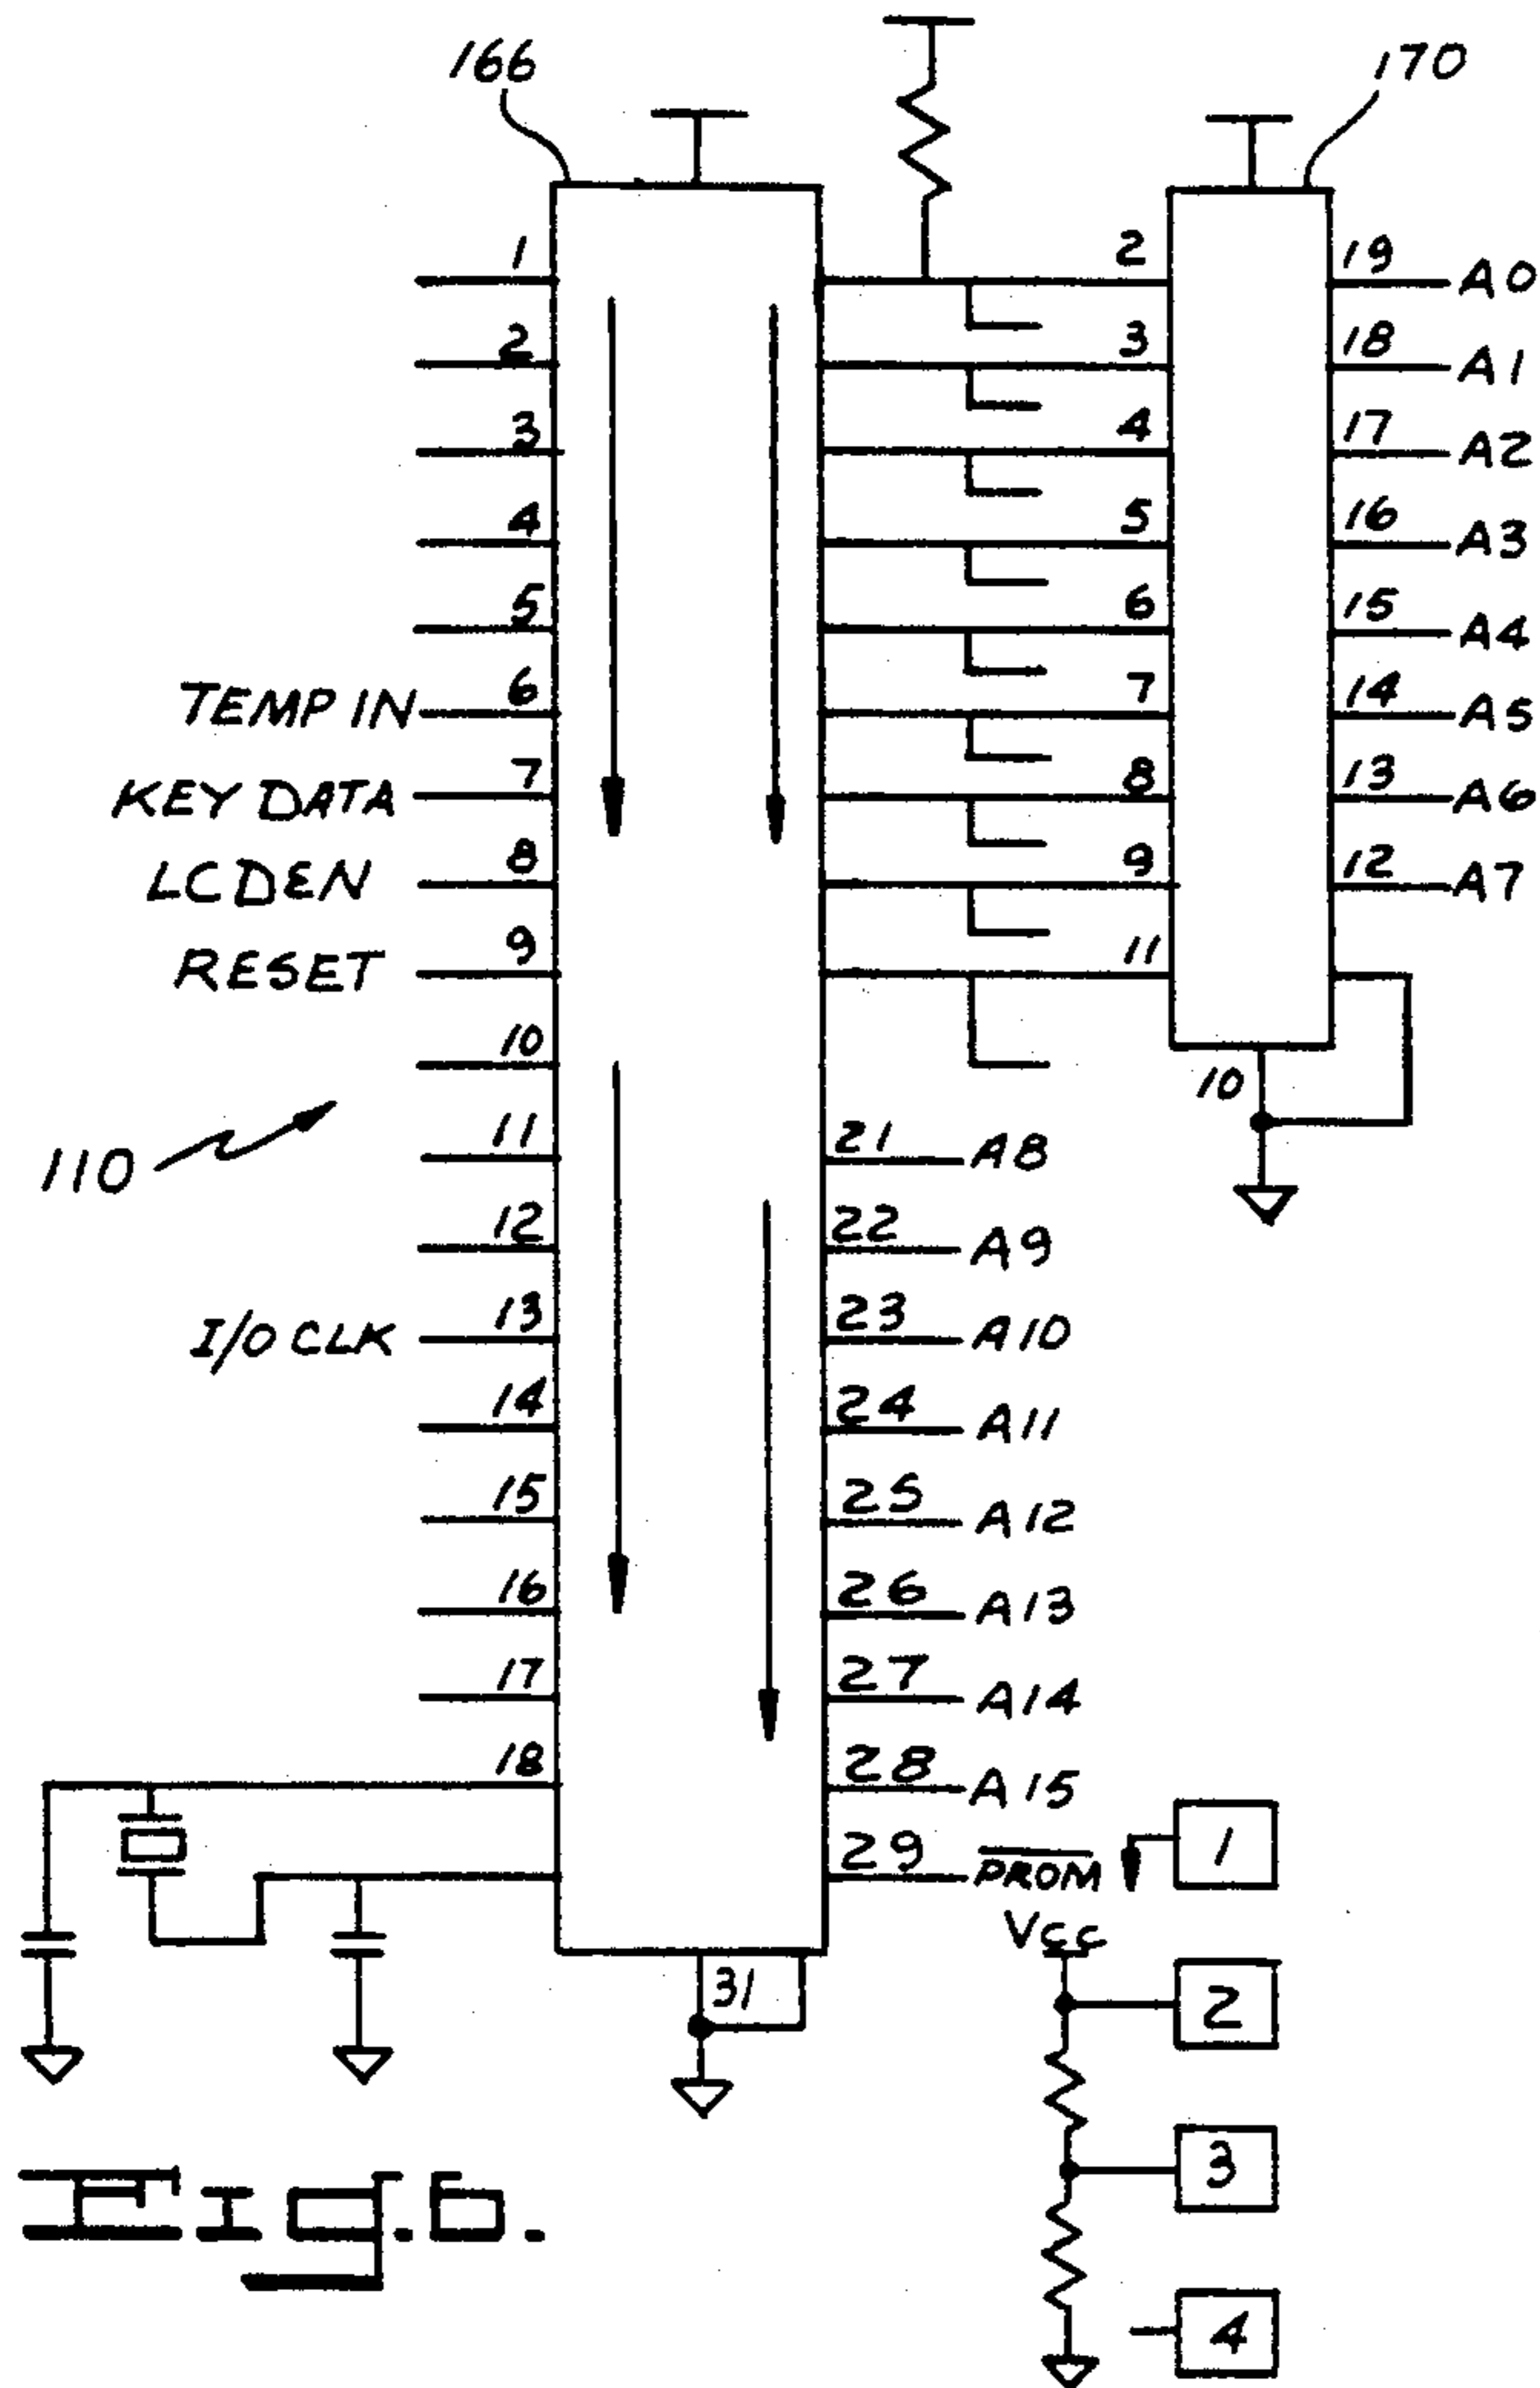 166
170
1 2 19 A0
2 3 18 A1
3 4 17 A2
4 5 16 A3
5 6 15 A4
TEMP IN 6 7 14 A5
KEY DATA 7 8 13 A6
LCDEN 8 9 12 A7
RESET 9 11
10 10
110
11 21 A8
12 22 A9
I/O CLK 13 23 A10
14 24 A11
15 25 A12
16 26 A13
17 27 A14
18 28 A15
29 PROM 1
VCC
31 2
3
4
Fig.6.